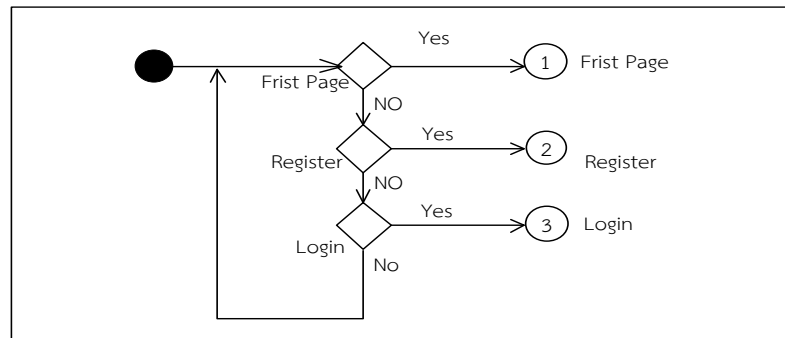 Yes
1 Frist Page
Frist Page
NO
Yes
2 Register
Register
NO
Yes
3 Login
Login
No